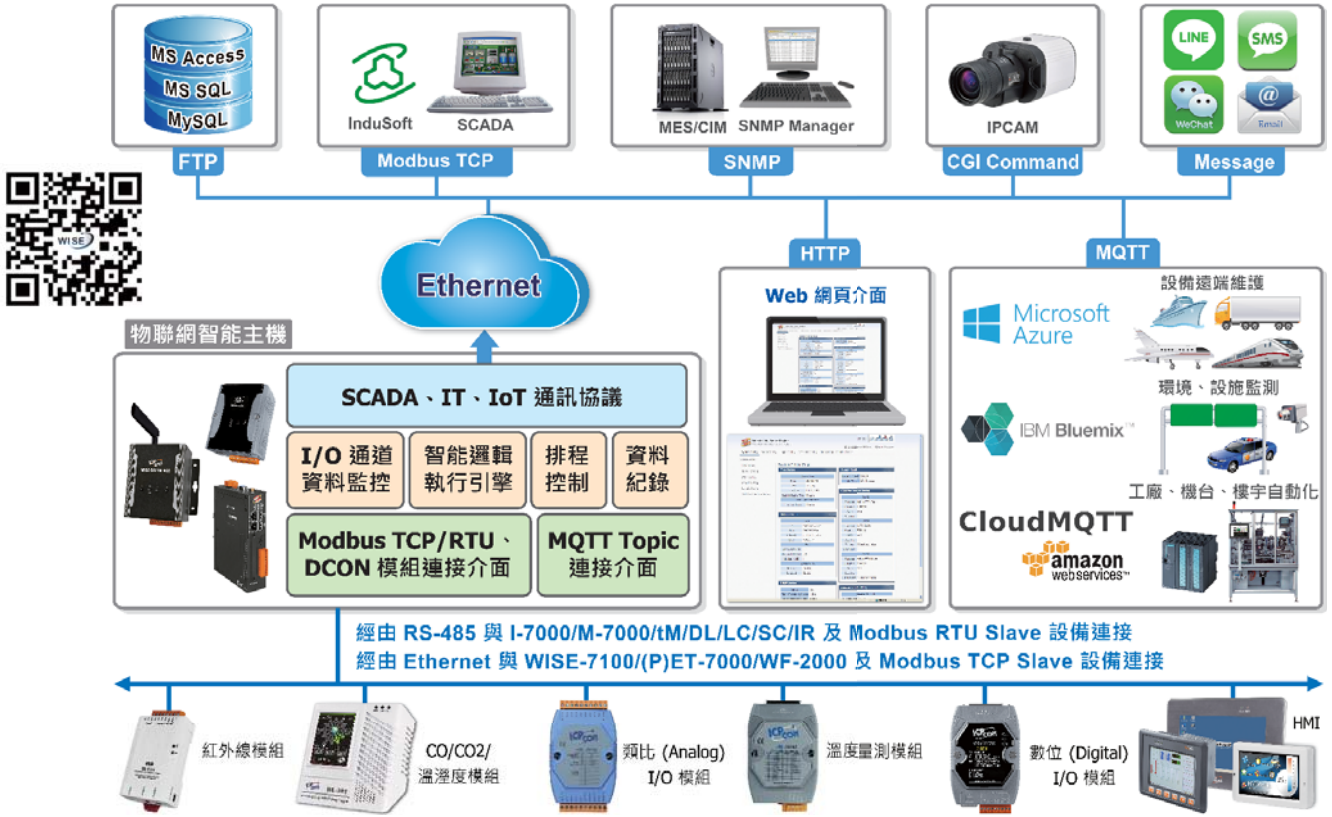 MS Access
MS SQL
MySQL
FTP
InduSoft
SCADA
Modbus TCP
MES/CIM
SNMP Manager
SNMP
IPCAM
CGI Command
LINE
SMS
WeChat
Email
Message
WISE
Ethernet
HTTP
MQTT
Web 網頁介面
Microsoft
Azure
設備遠端維護
環境、設施監測
IBM Bluemix™
工廠、機台、樓宇自動化
CloudMQTT
amazon
webservices™
物聯網智能主機
SCADA、IT、IoT 通訊協議
I/O 通道
資料監控
智能邏輯
執行引擎
排程
控制
資料
紀錄
Modbus TCP/RTU、
DCON 模組連接介面
MQTT Topic
連接介面
經由 RS-485 與 I-7000/M-7000/tM/DL/LC/SC/IR 及 Modbus RTU Slave 設備連接
經由 Ethernet 與 WISE-7100/(P)ET-7000/WF-2000 及 Modbus TCP Slave 設備連接
紅外線模組
CO/CO2/
溫溼度模組
類比 (Analog)
I/O 模組
溫度量測模組
數位 (Digital)
I/O 模組
HMI